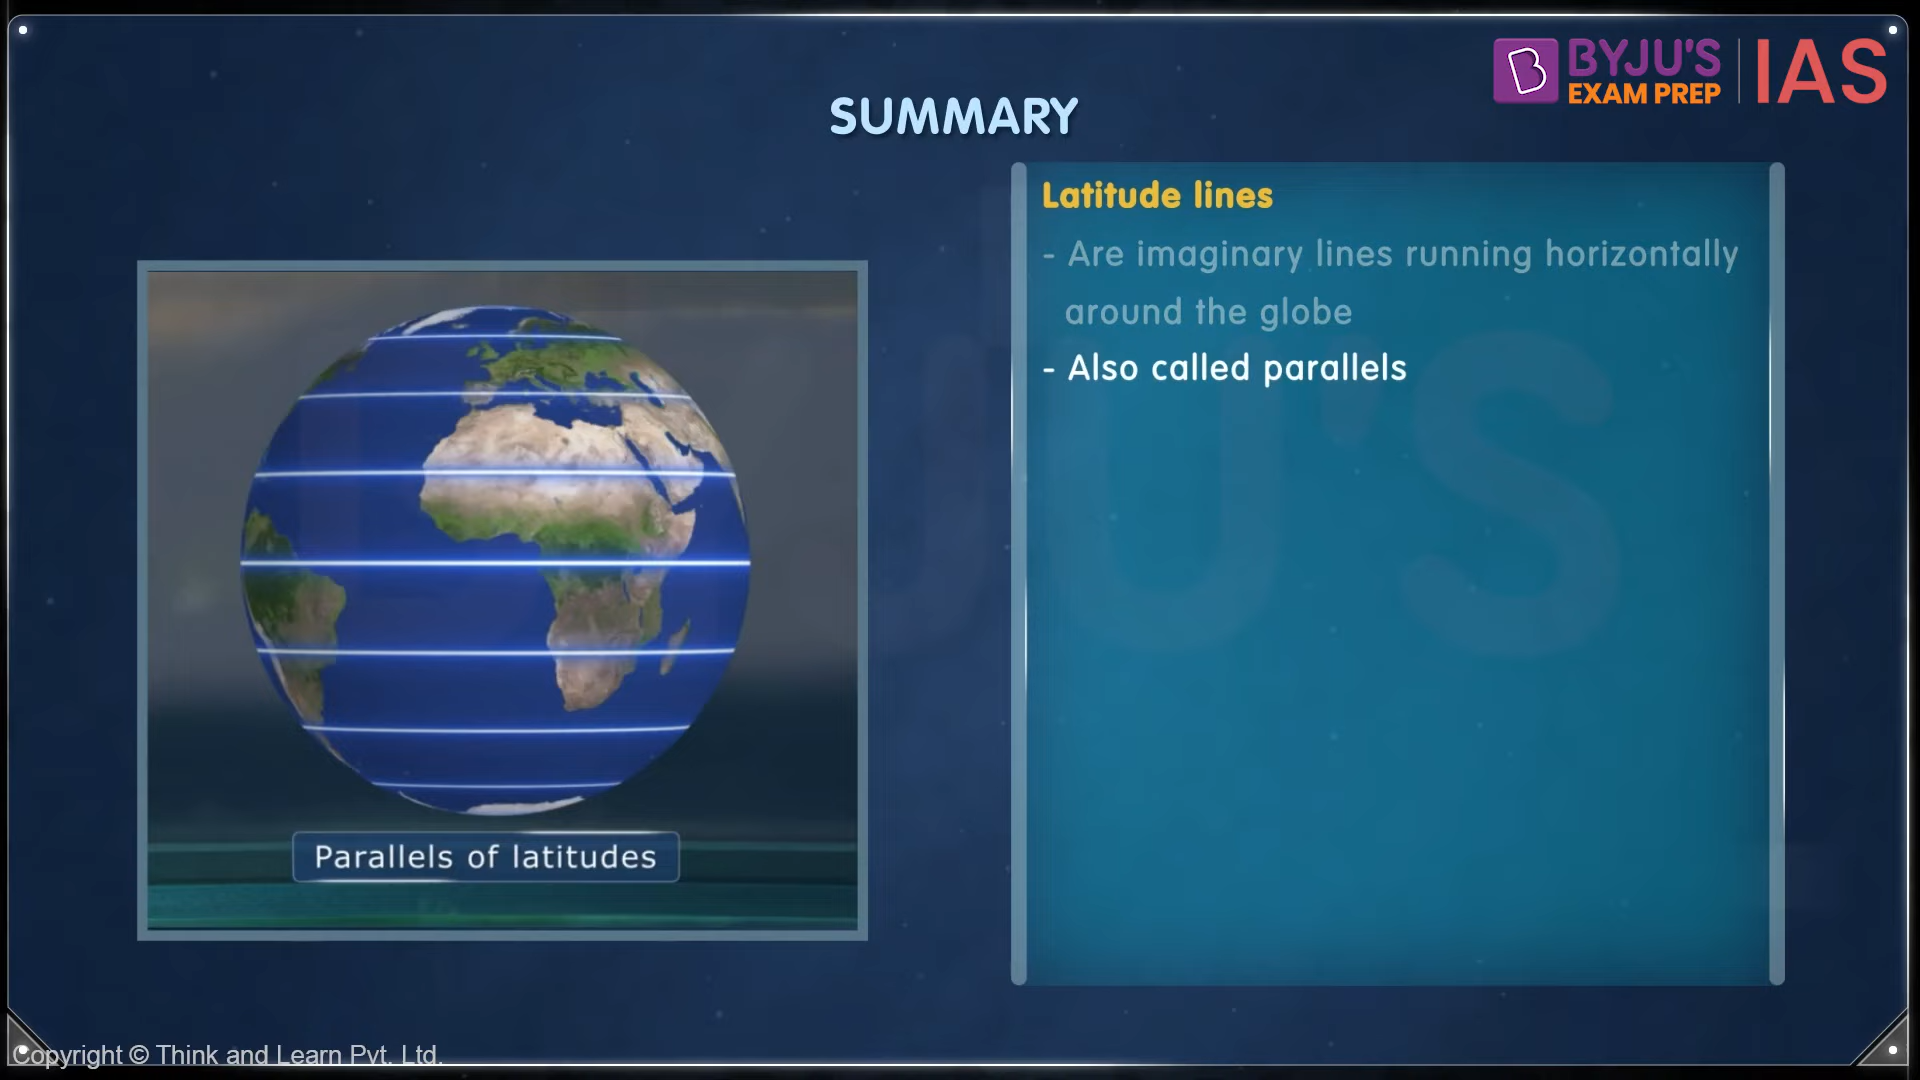 BYJU'S
EXAM PREP
IAS
SUMMARY
Latitude lines
- Are imaginary lines running horizontally
around the globe
- Also called parallels
Parallels of latitudes
Copyright © Think and Learn Pvt. Ltd.